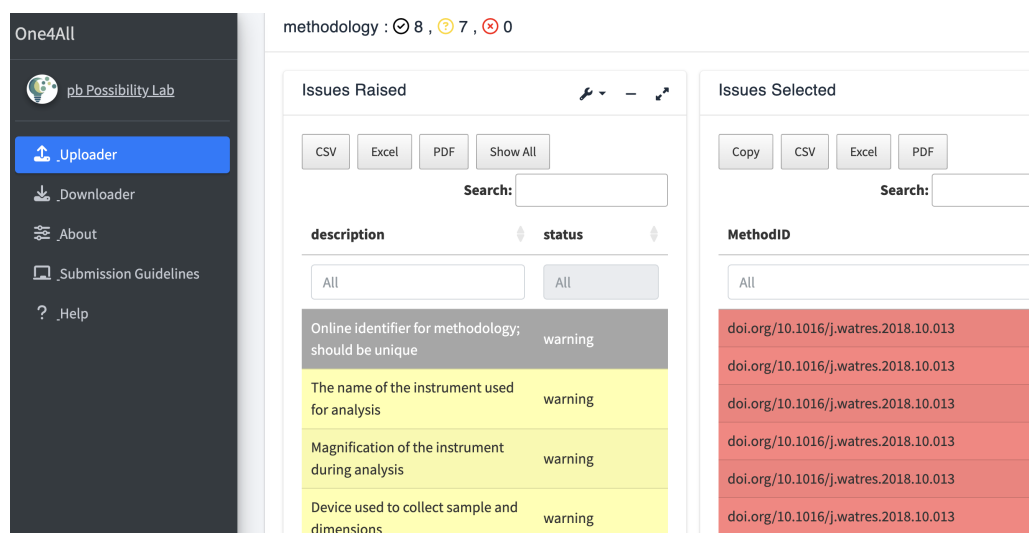 One4All
pb Possibility Lab
Uploader
Downloader
About
Submission Guidelines
? Help
methodology : 8 , ? 7 , 0
Issues Raised
CSV Excel PDF Show All
Search:
description status
All All
Online identifier for methodology; warning
should be unique
The name of the instrument used warning
for analysis
Magnification of the instrument warning
during analysis
Device used to collect sample and warning
dimensions
Issues Selected
Copy CSV Excel PDF
Search:
MethodID
All
doi.org/10.1016/j.watres.2018.10.013
doi.org/10.1016/j.watres.2018.10.013
doi.org/10.1016/j.watres.2018.10.013
doi.org/10.1016/j.watres.2018.10.013
doi.org/10.1016/j.watres.2018.10.013
doi.org/10.1016/j.watres.2018.10.013